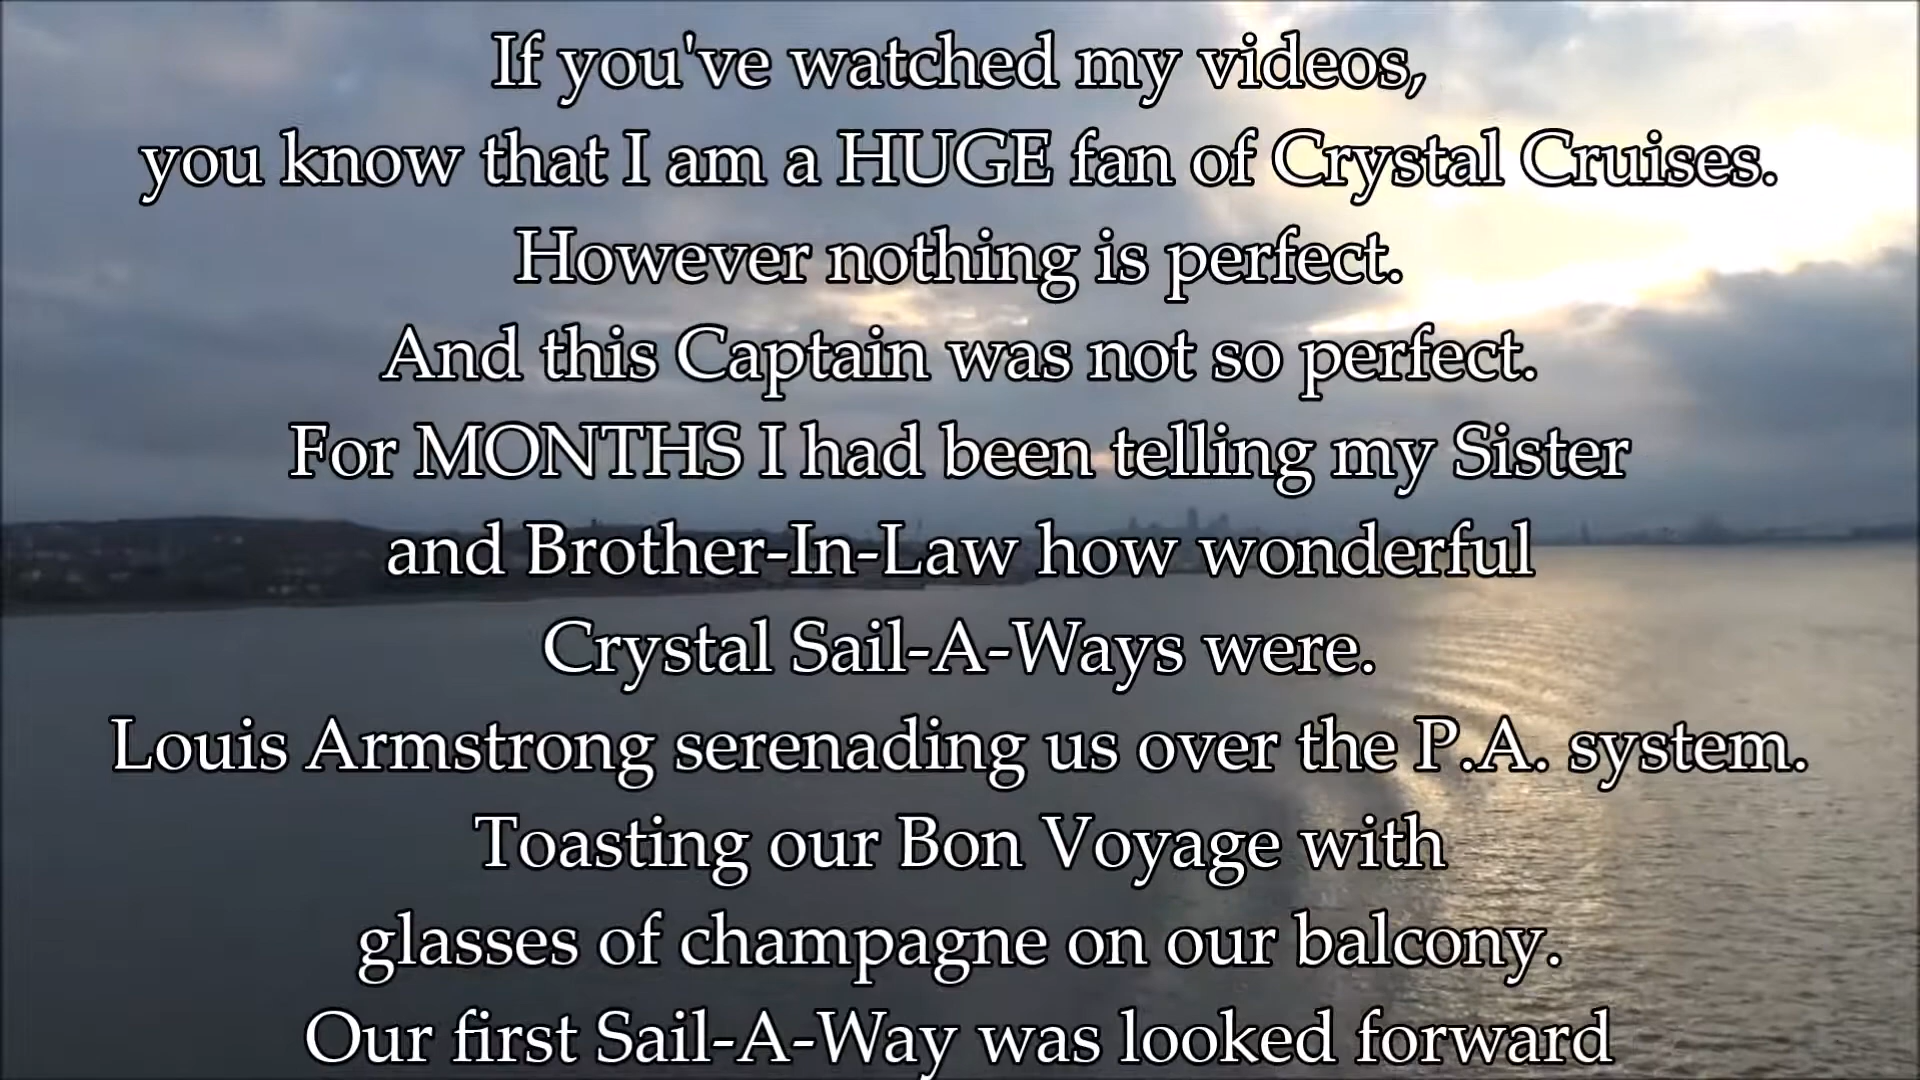 If you've watched my videos,
you know that I am a HUGE fan of Crystal Cruises.
However nothing is perfect.
And this Captain was not so perfect.
For MONTHS I had been telling my Sister
and Brother-In-Law how wonderful
Crystal Sail-A-Ways were.
Louis Armstrong serenading us over the P.A. system.
Toasting our Bon Voyage with
glasses of champagne on our balcony.
Our first Sail-A-Way was looked forward